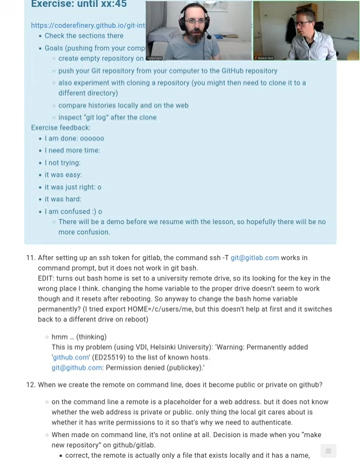 Exercise: until xx:45
https://coderefinery.github.io/git-int
• Check the sections there
• Goals (pushing from your comp
○ create empty repository on
○ push your Git repository from your computer to the GitHub repository
○ also experiment with cloning a repository (you might then need to clone it to a
different directory)
○ compare histories locally and on the web
○ inspect "git log" after the clone
Exercise feedback:
• I am done: oooooo
• I need more time:
• I not trying:
• it was easy:
• it was just right: o
• it was hard:
• I am confused :) o
○ There will be a demo before we resume with the lesson, so hopefully there will be no
more confusion.
11. After setting up an ssh token for gitlab, the command ssh -T git@gitlab.com works in
command prompt, but it does not work in git bash.
EDIT: turns out bash home is set to a university remote drive, so its looking for the key in the
wrong place I think. changing the home variable to the proper drive doesn't seem to work
though and it resets after rebooting. So anyway to change the bash home variable
permanently? (I tried export HOME=/c/users/me, but this doesn't help at first and it switches
back to a different drive on reboot)
○ hmm ... (thinking)
This is my problem (using VDI, Helsinki University): 'Warning: Permanently added
'github.com' (ED25519) to the list of known hosts.
git@github.com: Permission denied (publickey).'
12. When we create the remote on command line, does it become public or private on github?
○ on the command line a remote is a placeholder for a web address. but it does not know
whether the web address is private or public. only thing the local git cares about is
whether it has write permissions to it so that's why we need to authenticate.
○ When made on command line, it's not online at all. Decision is made when you "make
new repository" on github/gitlab.
▪ correct, the remote is actually only a file that exists locally and it has a name,